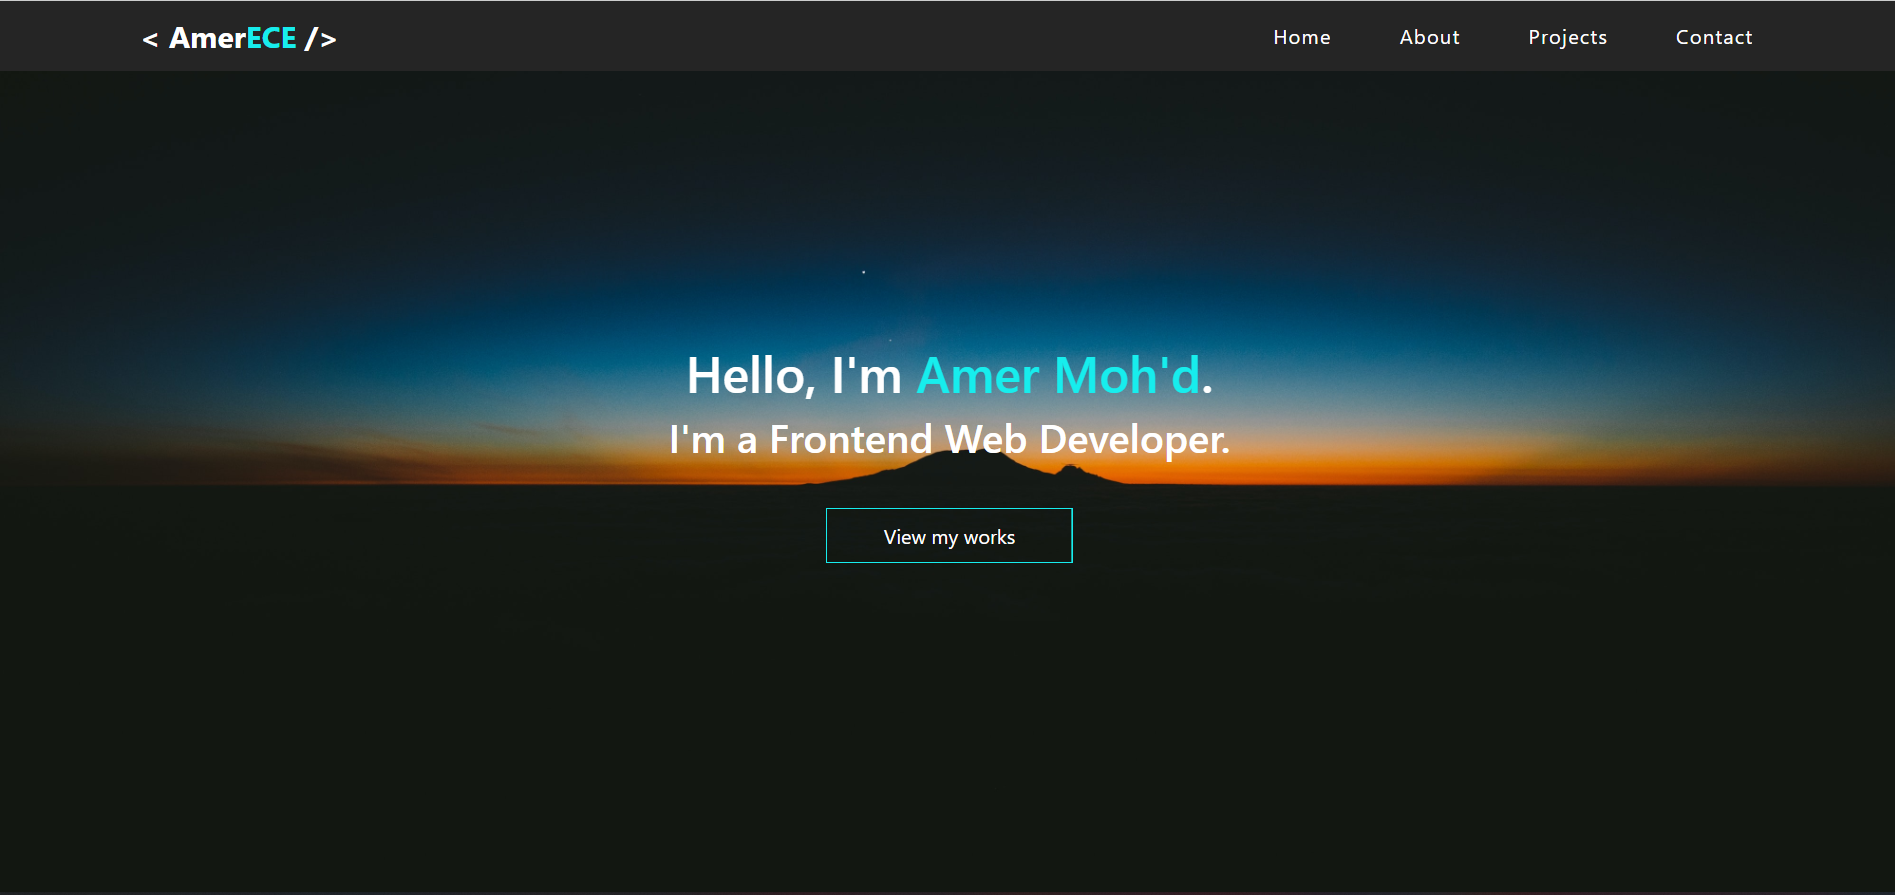 < AmerECE />
Home About Projects Contact
Hello, I'm Amer Moh'd.
I'm a Frontend Web Developer.
View my works